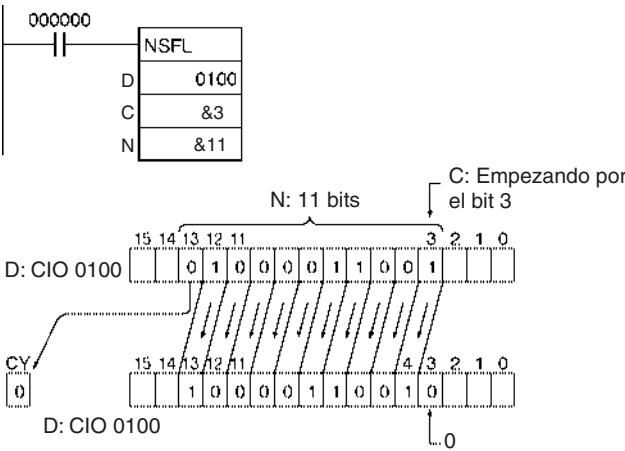 000000
NSFL
D 0100
C &3
N &11
C: Empezando por
el bit 3
N: 11 bits
15 14 13 12 11 3 2 1 0
D: CIO 0100 0 1 0 0 0 0 1 1 0 0 1
CY 15 14 13 12 11 4 3 2 1 0
0 1 0 0 0 0 1 1 0 0 1 0
D: CIO 0100
0